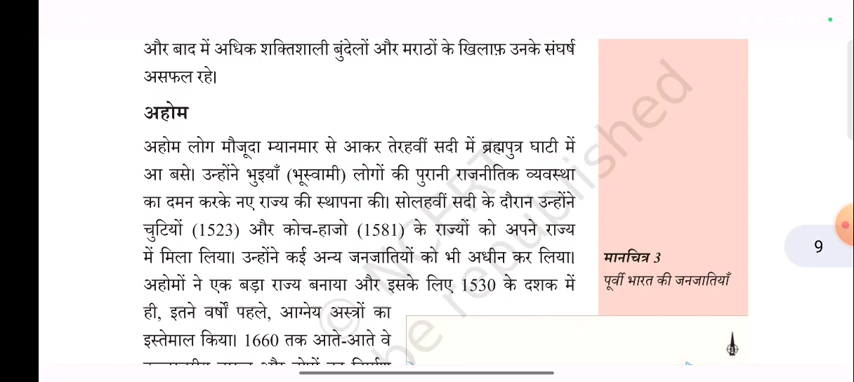 और बाद में अधिक शक्तिशाली बुंदेलों और मराठों के खिलाफ़ उनके संघर्ष
असफल रहे।
अहोम
अहोम लोग मौजूदा म्यानमार से आकर तेरहवीं सदी में ब्रह्मपुत्र घाटी में
आ बसे। उन्होंने भुइयाँ (भूस्वामी) लोगों की पुरानी राजनीतिक व्यवस्था
का दमन करके नए राज्य की स्थापना की। सोलहवीं सदी के दौरान उन्होंने
चुटियों (1523) और कोच-हाजो (1581) के राज्यों को अपने राज्य
में मिला लिया। उन्होंने कई अन्य जनजातियों को भी अधीन कर लिया।
अहोमों ने एक बड़ा राज्य बनाया और इसके लिए 1530 के दशक में
ही, इतने वर्षों पहले, आग्नेय अस्त्रों का
इस्तेमाल किया। 1660 तक आते-आते वे
मानचित्र 3
पूर्वी भारत की जनजातियाँ
9
© NCERT
be republished